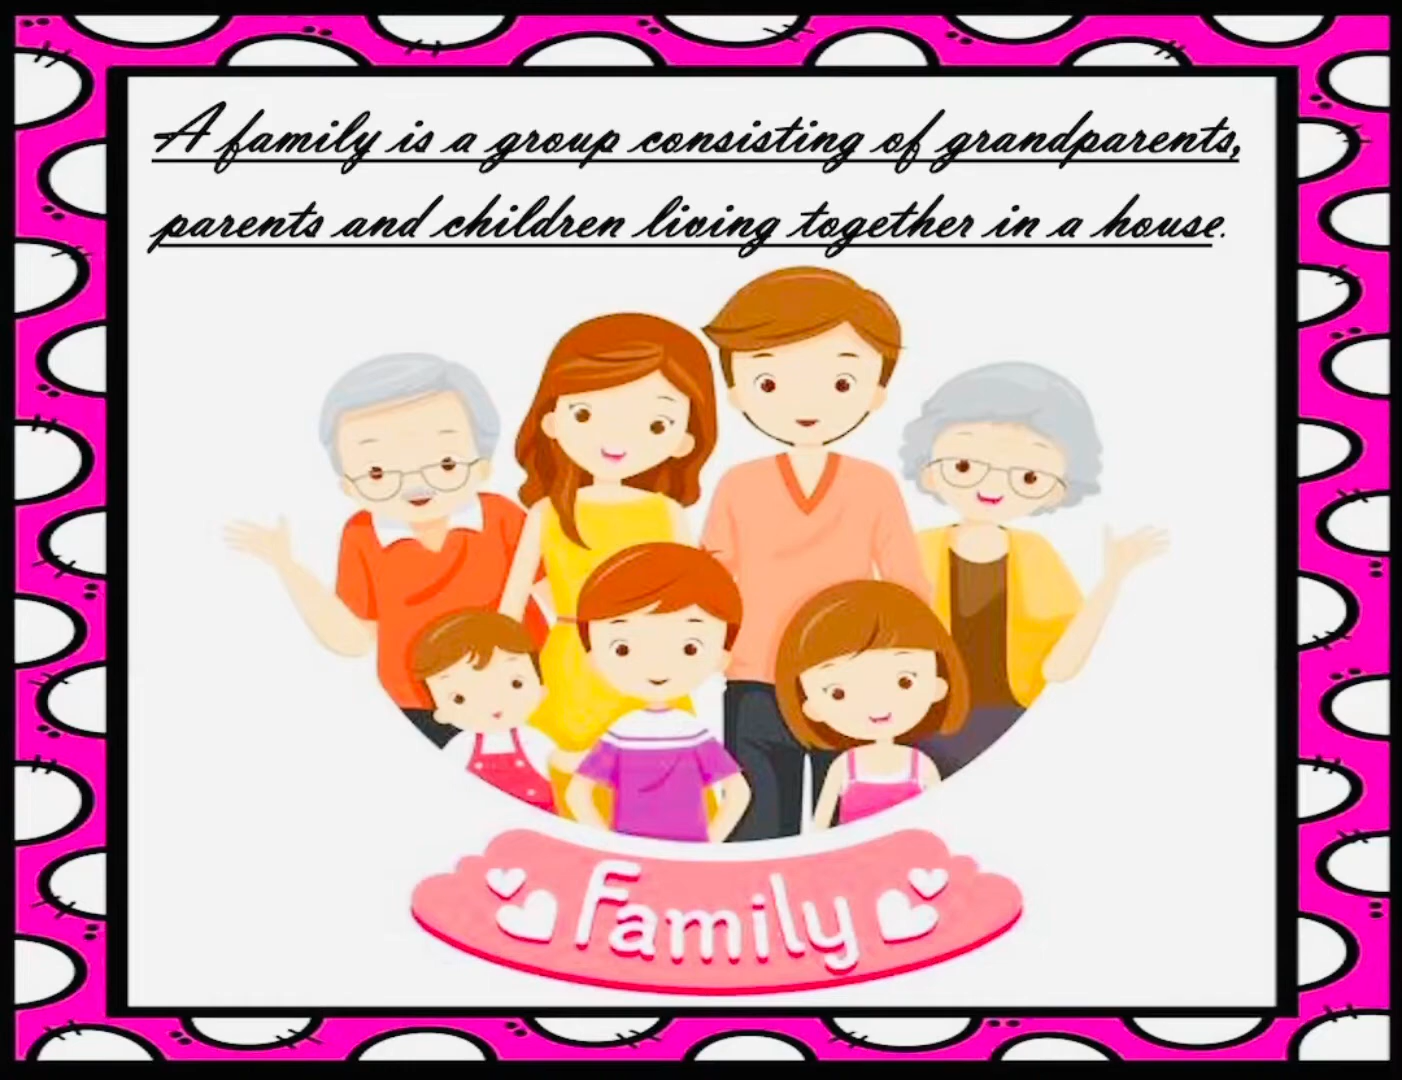 A family is a group consisting of grandparents,
parents and children living together in a house.
Family